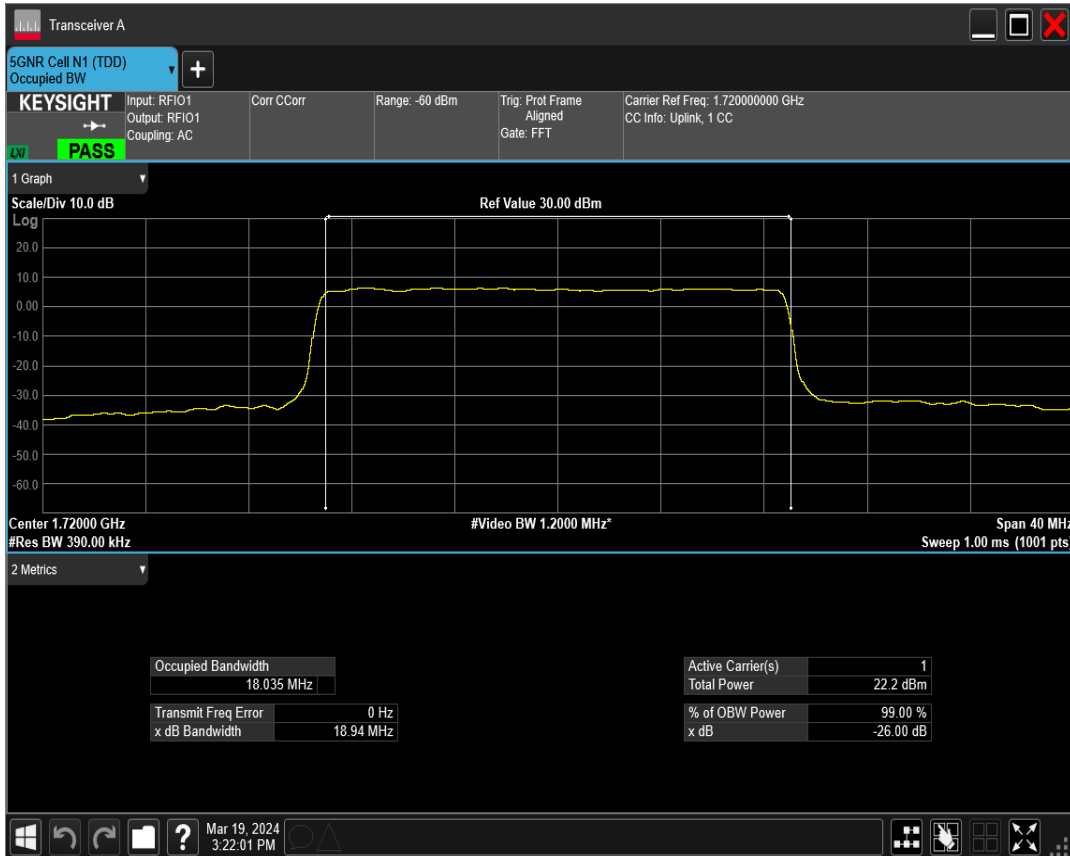 Transceiver A
5GNR Cell N1 (TDD)
Occupied BW
+
KEYSIGHT
LXI
PASS
Input: RFIO1
Output: RFIO1
Coupling: AC
Corr CCorr
Range: -60 dBm
Trig: Prot Frame
Aligned
Gate: FFT
Carrier Ref Freq: 1.720000000 GHz
CC Info: Uplink, 1 CC
1 Graph
Scale/Div 10.0 dB
Ref Value 30.00 dBm
Log
20.0
10.0
0.00
-10.0
-20.0
-30.0
-40.0
-50.0
-60.0
Center 1.72000 GHz
#Video BW 1.2000 MHz*
Span 40 MHz
#Res BW 390.00 kHz
Sweep 1.00 ms (1001 pts)
2 Metrics
Occupied Bandwidth
18.035 MHz
Transmit Freq Error 0 Hz
x dB Bandwidth 18.94 MHz
Active Carrier(s) 1
Total Power 22.2 dBm
% of OBW Power 99.00 %
x dB -26.00 dB
?
Mar 19, 2024
3:22:01 PM